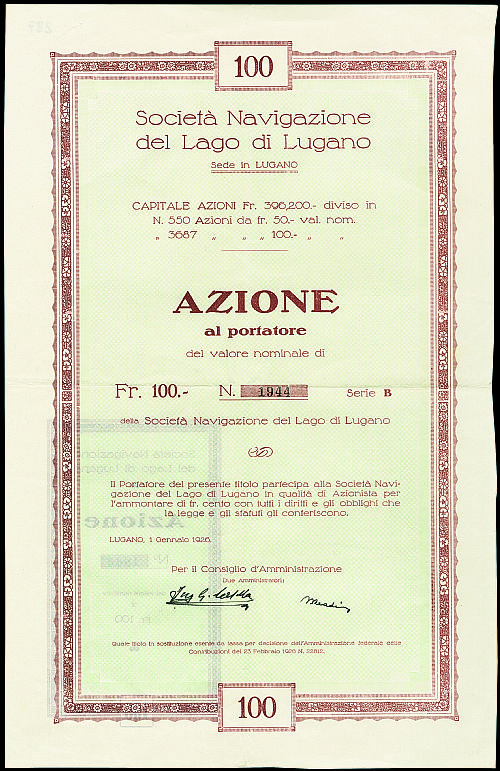 100
Società Navigazione
del Lago di Lugano
Sede in LUGANO
CAPITALE AZIONI Fr. 396,200.- diviso in
N. 550 Azioni da fr. 50.- val. nom.
„ 3687 „ „ „ 100.- „ „
AZIONE
al portatore
del valore nominale di
Fr. 100.- N. 1944 Serie B
della Società Navigazione del Lago di Lugano
Il Portatore del presente titolo partecipa alla Società Navi-
gazione del Lago di Lugano in qualità di Azionista per
l'ammontare di fr. cento con tutti i diritti e gli obblighi che
la legge e gli statuti gli conferiscono.
LUGANO, 1 Gennaio 1926.
Per il Consiglio d'Amministrazione
Due Amministratori:
Quale titolo in sostituzione esente da tassa per decisione dell'Amministrazione federale delle
Contribuzioni del 23 Febbraio 1926 N. 22812.
100